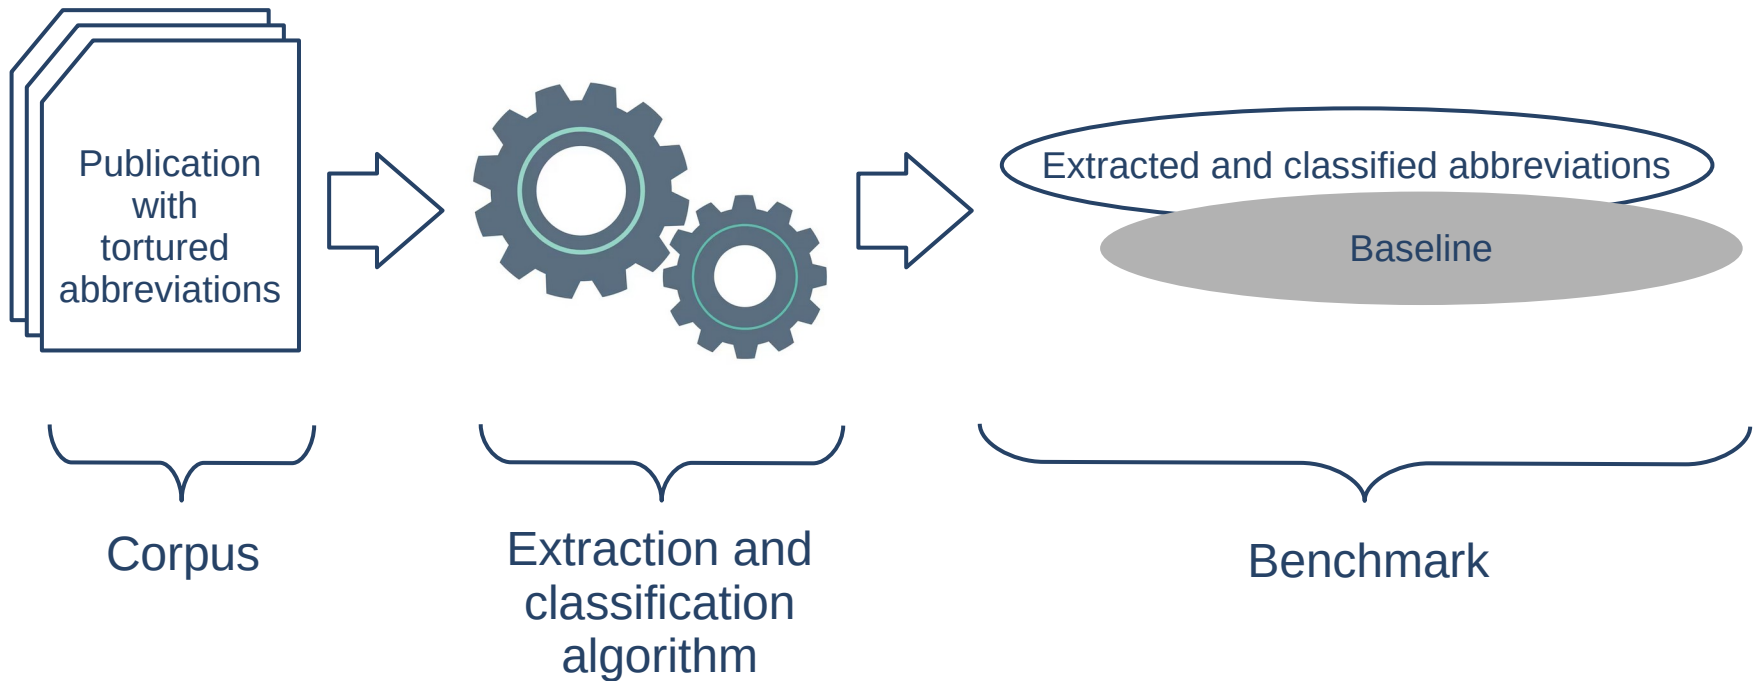 Publication
with
tortured
abbreviations
Extracted and classified abbreviations
Baseline
Corpus
Extraction and
classification
algorithm
Benchmark